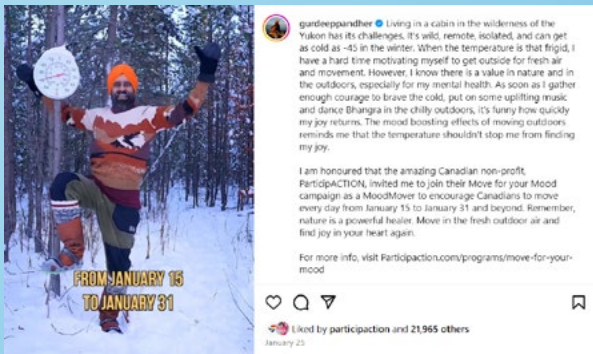 FROM JANUARY 15
TO JANUARY 31
gurdeeppandher Living in a cabin in the wilderness of the
Yukon has its challenges. It's wild, remote, isolated, and can get
as cold as -45 in the winter. When the temperature is that frigid, I
have a hard time motivating myself to get outside for fresh air
and movement. However, I know there is a value in nature and in
the outdoors, especially for my mental health. As soon as I gather
enough courage to brave the cold, put on some uplifting music
and dance Bhangra in the chilly outdoors, it's funny how quickly
my joy returns. The mood boosting effects of moving outdoors
reminds me that the temperature shouldn't stop me from finding
my joy.
I am honoured that the amazing Canadian non-profit,
ParticipACTION, invited me to join their Move for your Mood
campaign as a MoodMover to encourage Canadians to move
every day from January 15 to January 31 and beyond. Remember,
nature is a powerful healer. Move in the fresh outdoor air and
find joy in your heart again.
For more info, visit Participaction.com/programs/move-for-your-
mood
Liked by participaction and 21,965 others
January 25